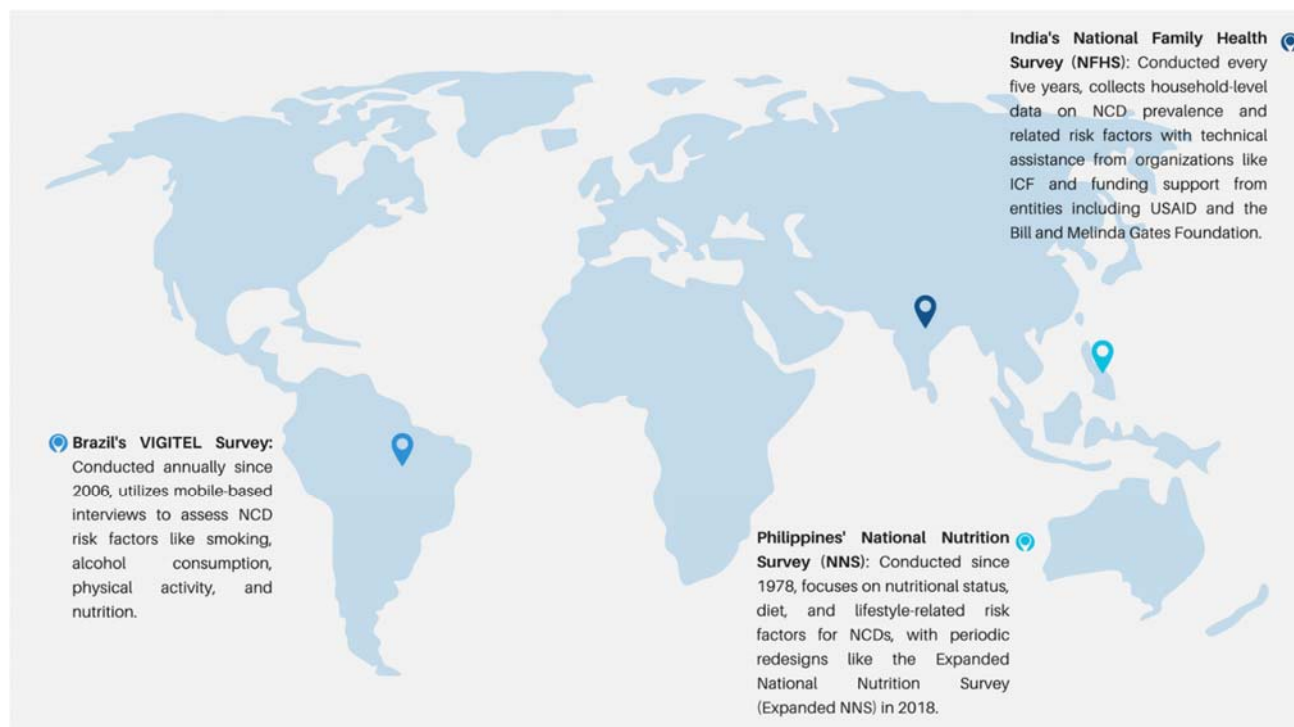 India's National Family Health
Survey (NFHS): Conducted every
five years, collects household-level
data on NCD prevalence and
related risk factors with technical
assistance from organizations like
ICF and funding support from
entities including USAID and the
Bill and Melinda Gates Foundation.
Brazil's VIGITEL Survey:
Conducted annually since
2006, utilizes mobile-based
interviews to assess NCD
risk factors like smoking,
alcohol consumption,
physical activity, and
nutrition.
Philippines' National Nutrition
Survey (NNS): Conducted since
1978, focuses on nutritional status,
diet, and lifestyle-related risk
factors for NCDs, with periodic
redesigns like the Expanded
National Nutrition Survey
(Expanded NNS) in 2018.